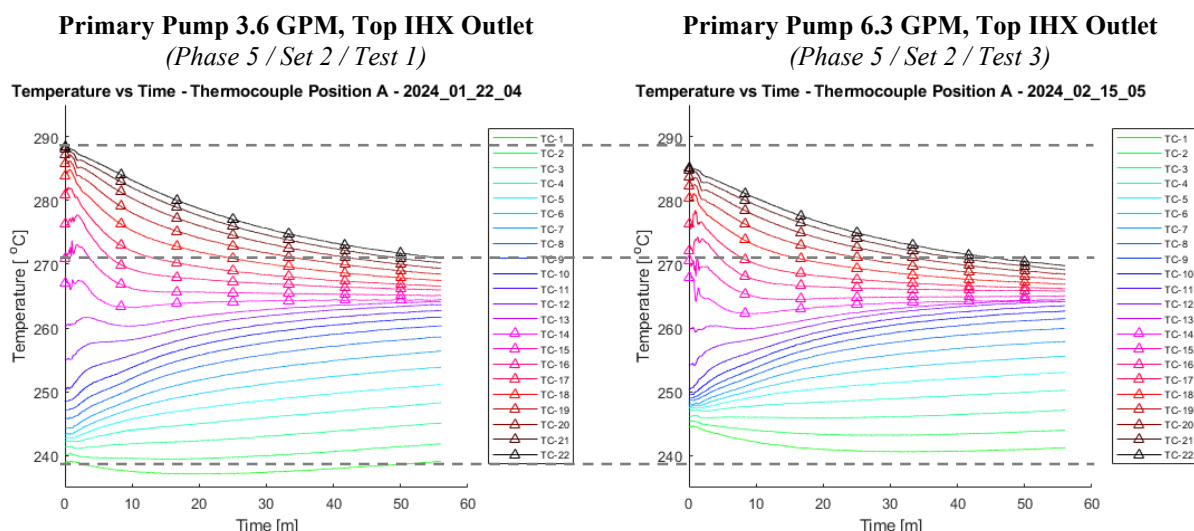 Primary Pump 3.6 GPM, Top IHX Outlet
(Phase 5 / Set 2 / Test 1)
Temperature vs Time - Thermocouple Position A - 2024_01_22_04
Temperature [ °C]
290
280
270
260
250
240
0
10
20
30
40
50
60
Time [m]
TC-1
TC-2
TC-3
TC-4
TC-5
TC-6
TC-7
TC-8
TC-9
TC-10
TC-11
TC-12
TC-13
TC-14
TC-15
TC-16
TC-17
TC-18
TC-19
TC-20
TC-21
TC-22
Primary Pump 6.3 GPM, Top IHX Outlet
(Phase 5 / Set 2 / Test 3)
Temperature vs Time - Thermocouple Position A - 2024_02_15_05
Temperature [ °C]
290
280
270
260
250
240
0
10
20
30
40
50
60
Time [m]
TC-1
TC-2
TC-3
TC-4
TC-5
TC-6
TC-7
TC-8
TC-9
TC-10
TC-11
TC-12
TC-13
TC-14
TC-15
TC-16
TC-17
TC-18
TC-19
TC-20
TC-21
TC-22